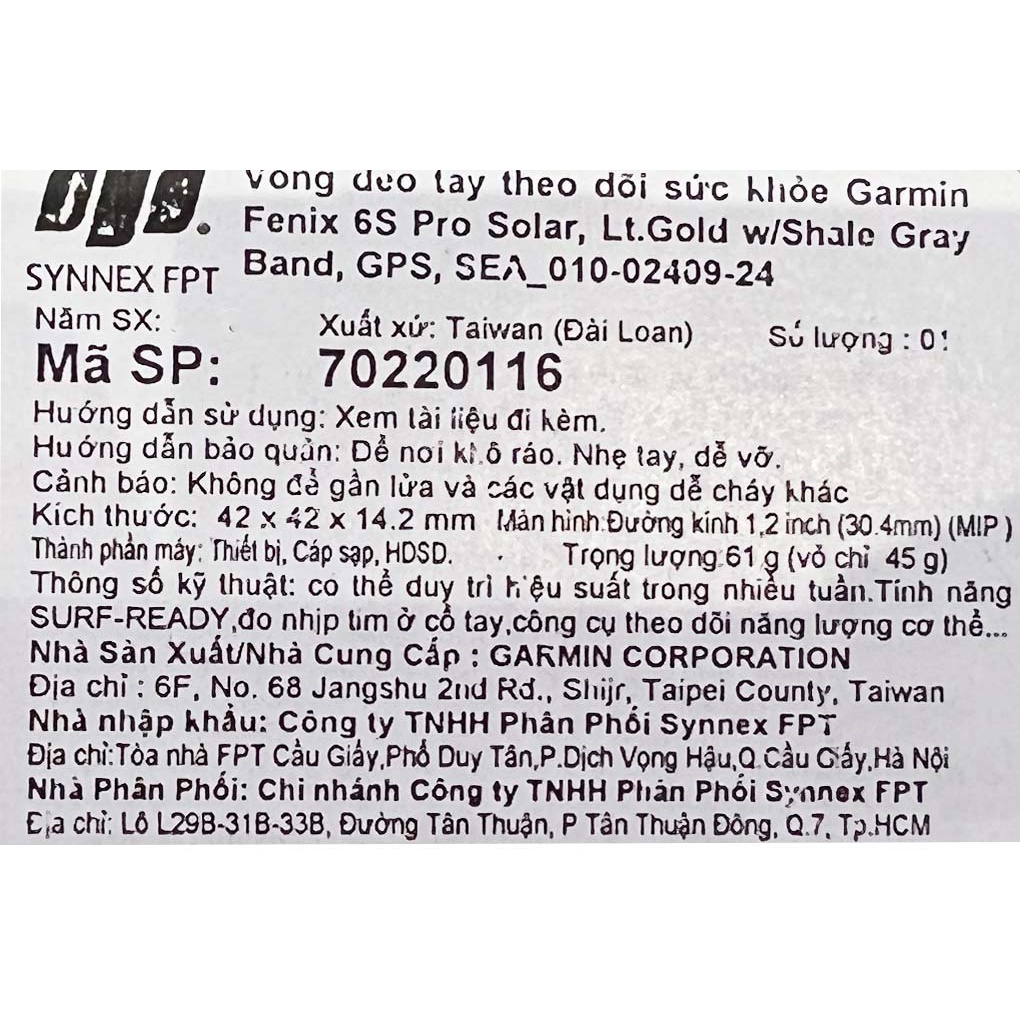 Vòng đeo tay theo dõi sức khỏe Garmin
Fenix 6S Pro Solar, Lt.Gold w/Shale Gray
Band, GPS, SEA_010-02409-24
SYNNEX FPT
Năm SX:
Xuất xứ: Taiwan (Đài Loan)
Số lượng : 01
Mã SP: 70220116
Hướng dẫn sử dụng: Xem tài liệu đi kèm.
Hướng dẫn bảo quản: Để nơi khô ráo. Nhẹ tay, dễ vỡ.
Cảnh báo: Không để gần lửa và các vật dụng dễ cháy khác
Kích thước: 42 x 42 x 14.2 mm Màn hình:Đường kính 1,2 inch (30.4mm) (MIP )
Thành phần máy: Thiết bị, Cáp sạp, HDSD. Trọng lượng:61 g (vỏ chỉ 45 g)
Thông số kỹ thuật: có thể duy trì hiệu suất trong nhiều tuần.Tính năng
SURF-READY,đo nhịp tim ở cổ tay,công cụ theo dõi năng lượng cơ thể...
Nhà Sản Xuất/Nhà Cung Cấp : GARMIN CORPORATION
Địa chỉ : 6F, No. 68 Jangshu 2nd Rd., Shijr, Taipei County, Taiwan
Nhà nhập khẩu: Công ty TNHH Phân Phối Synnex FPT
Địa chỉ:Tòa nhà FPT Cầu Giấy,Phố Duy Tân,P.Dịch Vọng Hậu,Q.Cầu Giấy,Hà Nội
Nhà Phân Phối: Chi nhánh Công ty TNHH Phân Phối Synnex FPT
Địa chỉ: Lô L29B-31B-33B, Đường Tân Thuận, P Tân Thuận Đông, Q.7, Tp.HCM